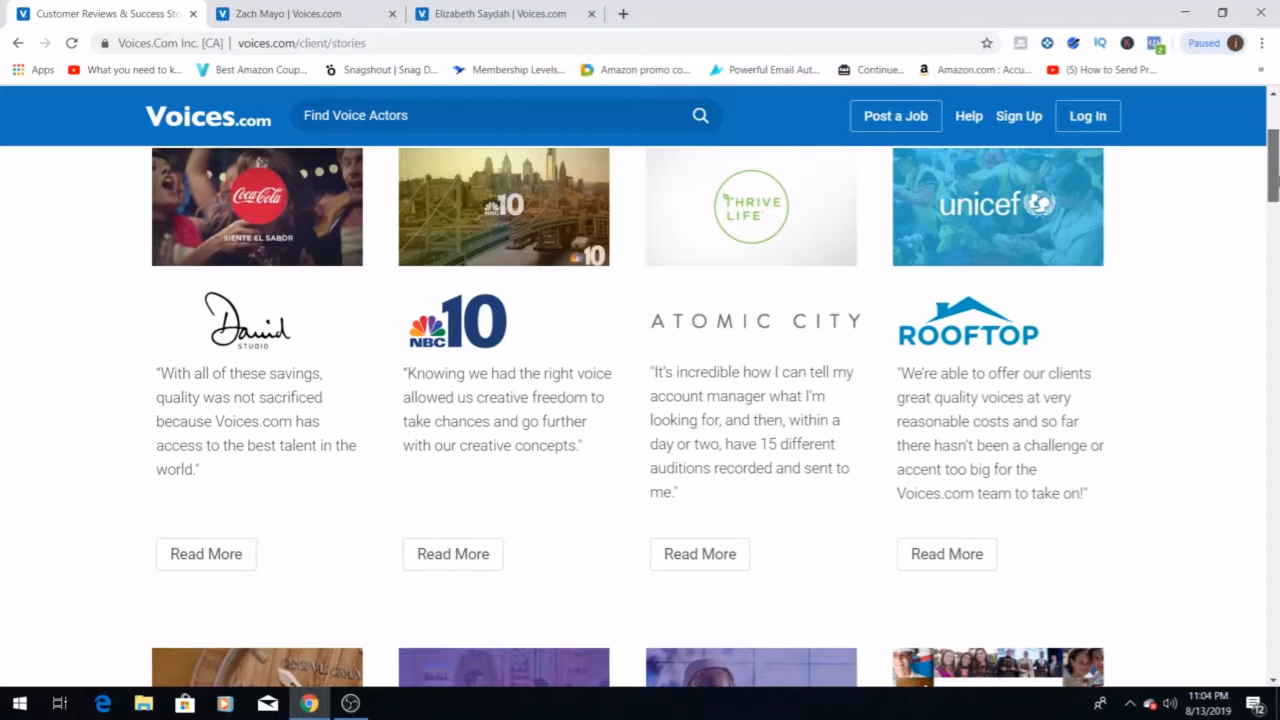 Customer Reviews & Success Sto
Zach Mayo | Voices.com
Elizabeth Saydah | Voices.com
Voices.Com Inc. [CA] | voices.com/client/stories
Paused
Apps
What you need to k...
Best Amazon Coup...
Snagshout | Snag D...
Membership Levels...
Amazon promo co...
Powerful Email Aut...
Continue...
Amazon.com : Accu...
(5) How to Send Pr...
Voices.com
Find Voice Actors
Post a Job
Help
Sign Up
Log In
Coca-Cola
SIENTE EL SABOR
NBC 10
10
THRIVE
LIFE
unicef
David
STUDIO
NBC 10
ATOMIC CITY
ROOFTOP
"With all of these savings,
quality was not sacrificed
because Voices.com has
access to the best talent in the
world."
"Knowing we had the right voice
allowed us creative freedom to
take chances and go further
with our creative concepts."
"It's incredible how I can tell my
account manager what I'm
looking for, and then, within a
day or two, have 15 different
auditions recorded and sent to
me."
"We're able to offer our clients
great quality voices at very
reasonable costs and so far
there hasn't been a challenge or
accent too big for the
Voices.com team to take on!"
Read More
Read More
Read More
Read More
11:04 PM
8/13/2019
12